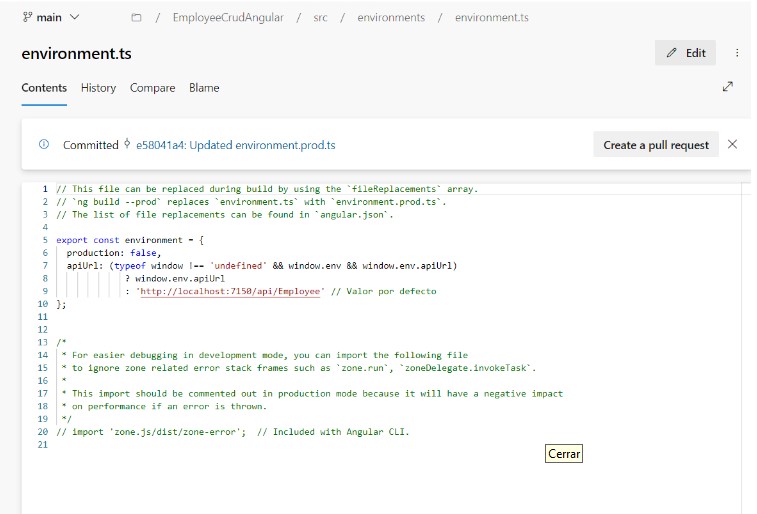 main
/ EmployeeCrudAngular / src / environments / environment.ts
environment.ts
Edit
Contents History Compare Blame
Committed e58041a4: Updated environment.prod.ts
Create a pull request
1 // This file can be replaced during build by using the `fileReplacements` array.
2 // `ng build --prod` replaces `environment.ts` with `environment.prod.ts`.
3 // The list of file replacements can be found in `angular.json`.
4
5 export const environment = {
6 production: false,
7 apiUrl: (typeof window !== 'undefined' && window.env && window.env.apiUrl)
8 ? window.env.apiUrl
9 : 'http://localhost:7150/api/Employee' // Valor por defecto
10 };
11
12
13 /*
14 * For easier debugging in development mode, you can import the following file
15 * to ignore zone related error stack frames such as `zone.run`, `zoneDelegate.invokeTask`.
16 *
17 * This import should be commented out in production mode because it will have a negative impact
18 * on performance if an error is thrown.
19 */
20 // import 'zone.js/dist/zone-error'; // Included with Angular CLI.
21
Cerrar